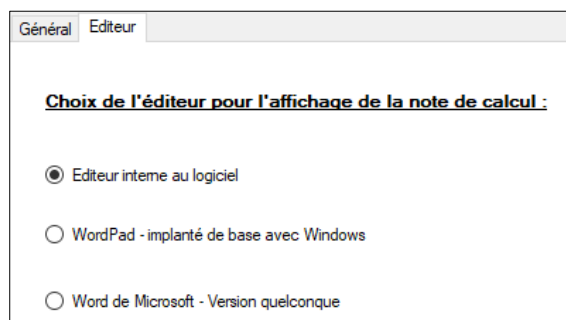 Général Editeur
Choix de l'éditeur pour l'affichage de la note de calcul :
Editeur interne au logiciel
WordPad - implanté de base avec Windows
Word de Microsoft - Version quelconque